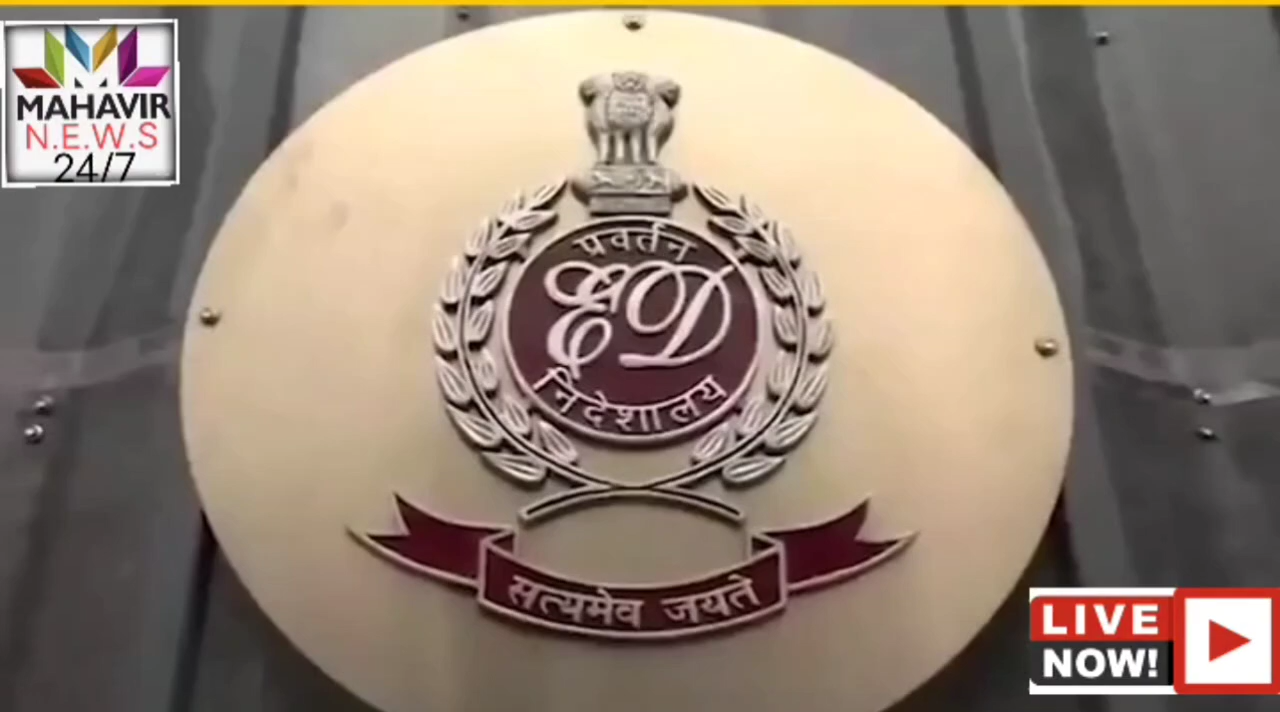 MAHAVIR
N.E.W.S
24/7
प्रवर्तन
ED
निदेशालय
सत्यमेव जयते
LIVE
NOW!